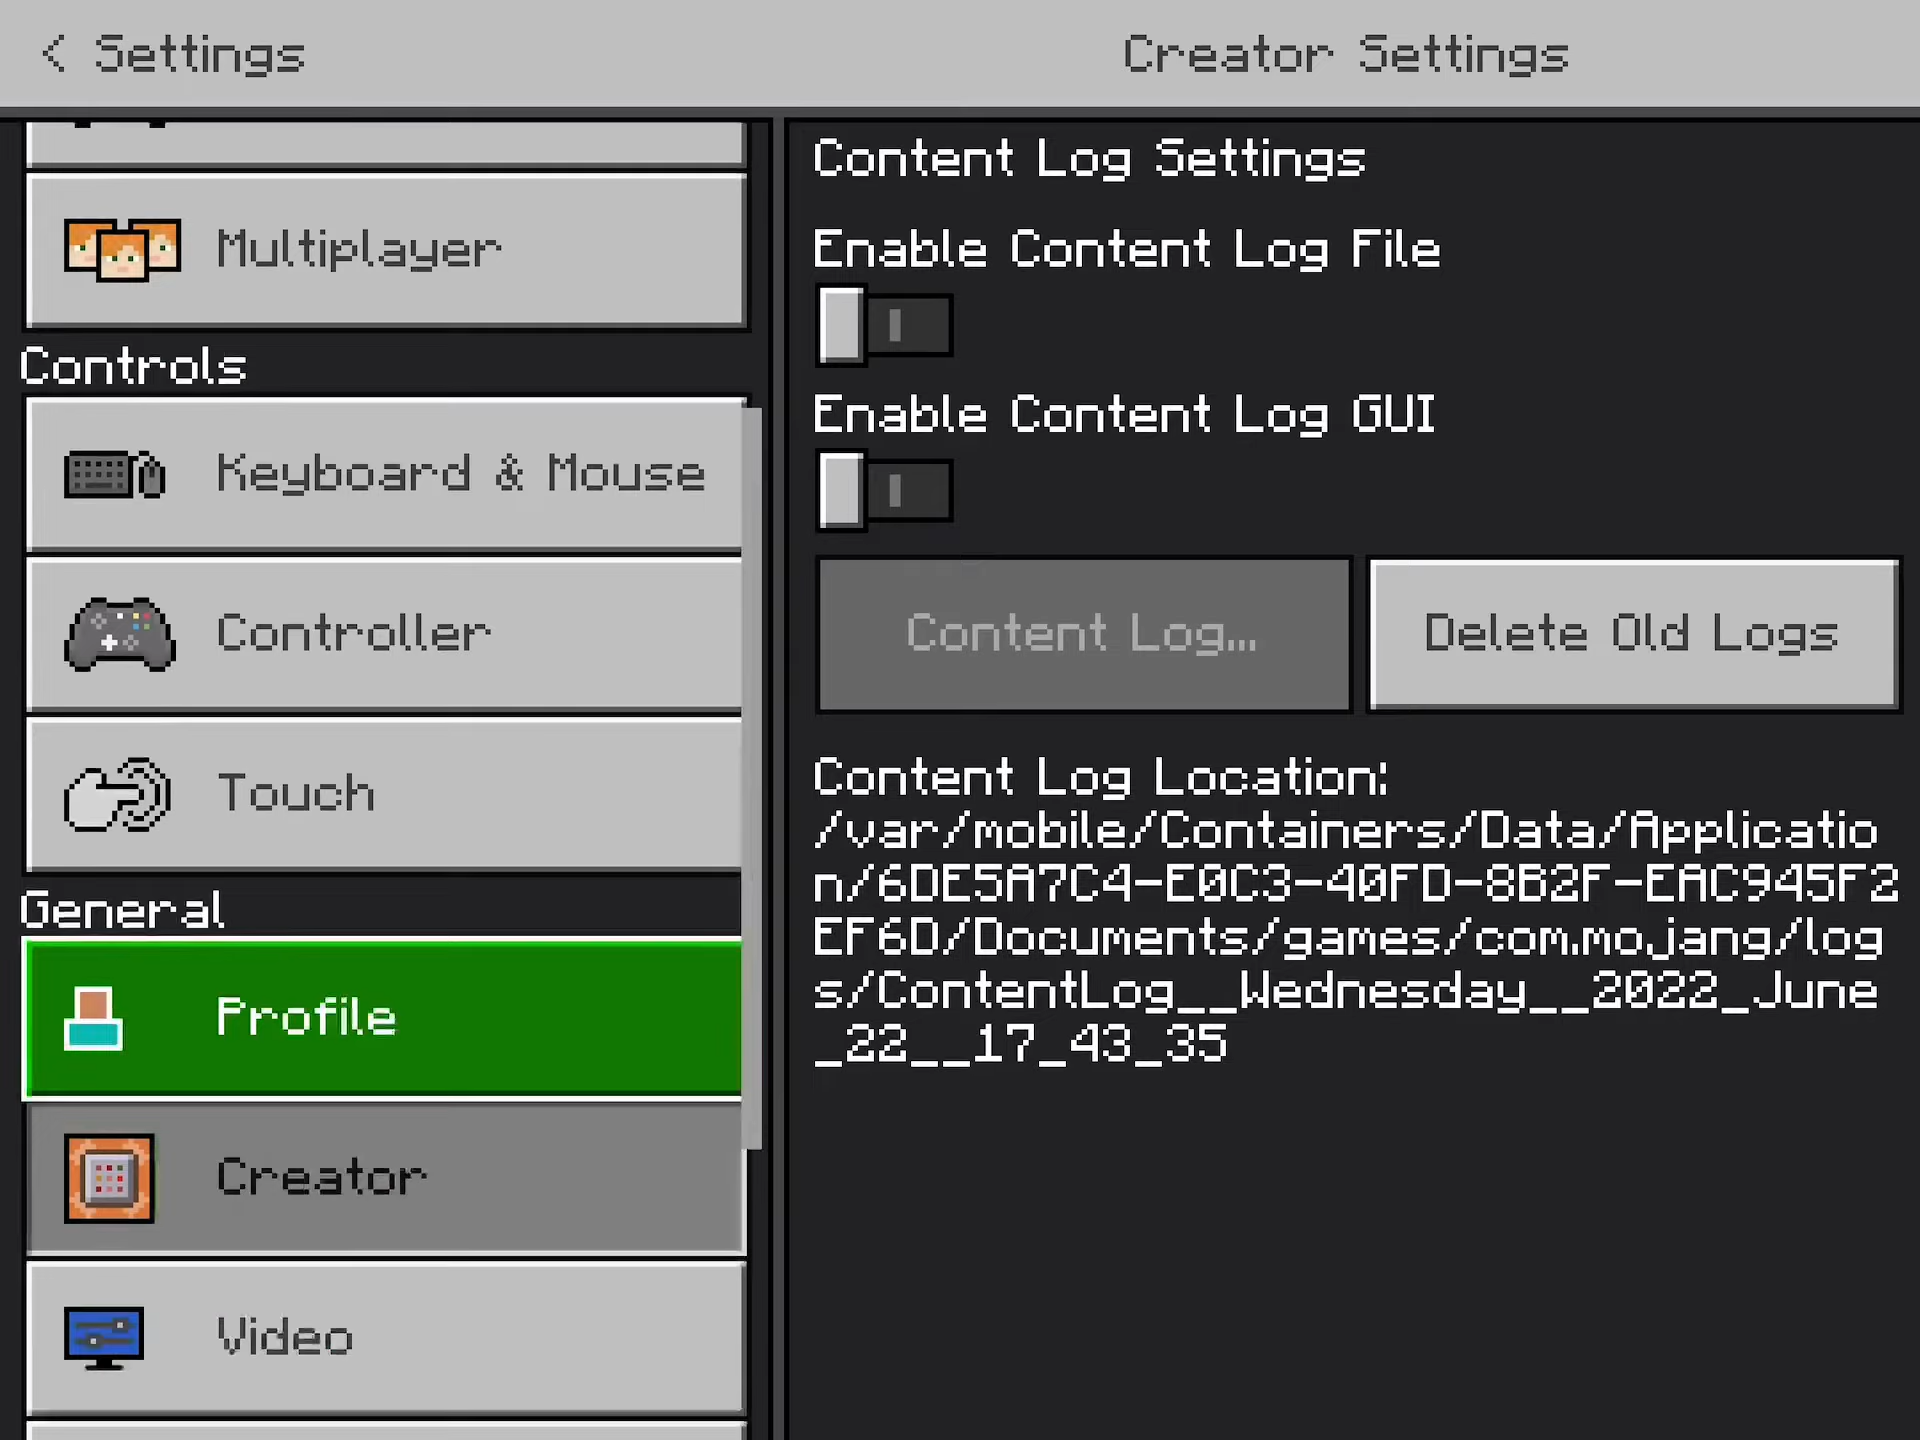 < Settings
Creator Settings
Multiplayer
Controls
Keyboard & Mouse
Controller
Touch
General
Profile
Creator
Video
Content Log Settings
Enable Content Log File
Enable Content Log GUI
Content Log...
Delete Old Logs
Content Log Location:
/var/mobile/Containers/Data/Applicatio
n/6DE5A7C4-E0C3-40FD-8B2F-EAC945F2
EF6D/Documents/games/com.mojang/log
s/ContentLog__Wednesday__2022_June
_22__17_43_35